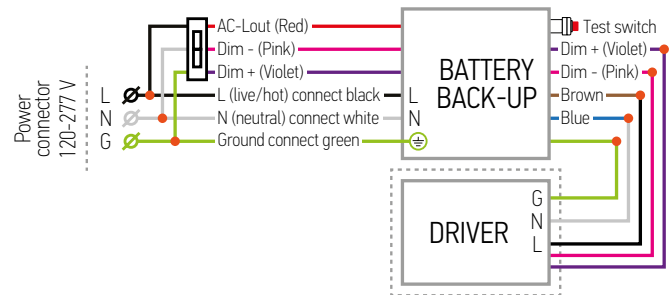 AC-Lout (Red)
Dim - (Pink)
Dim + (Violet)
L (live/hot) connect black
N (neutral) connect white
Ground connect green
Power
connector
120-277 V
L
N
G
L
N
BATTERY
BACK-UP
Test switch
Dim + (Violet)
Dim - (Pink)
Brown
Blue
DRIVER
G
N
L